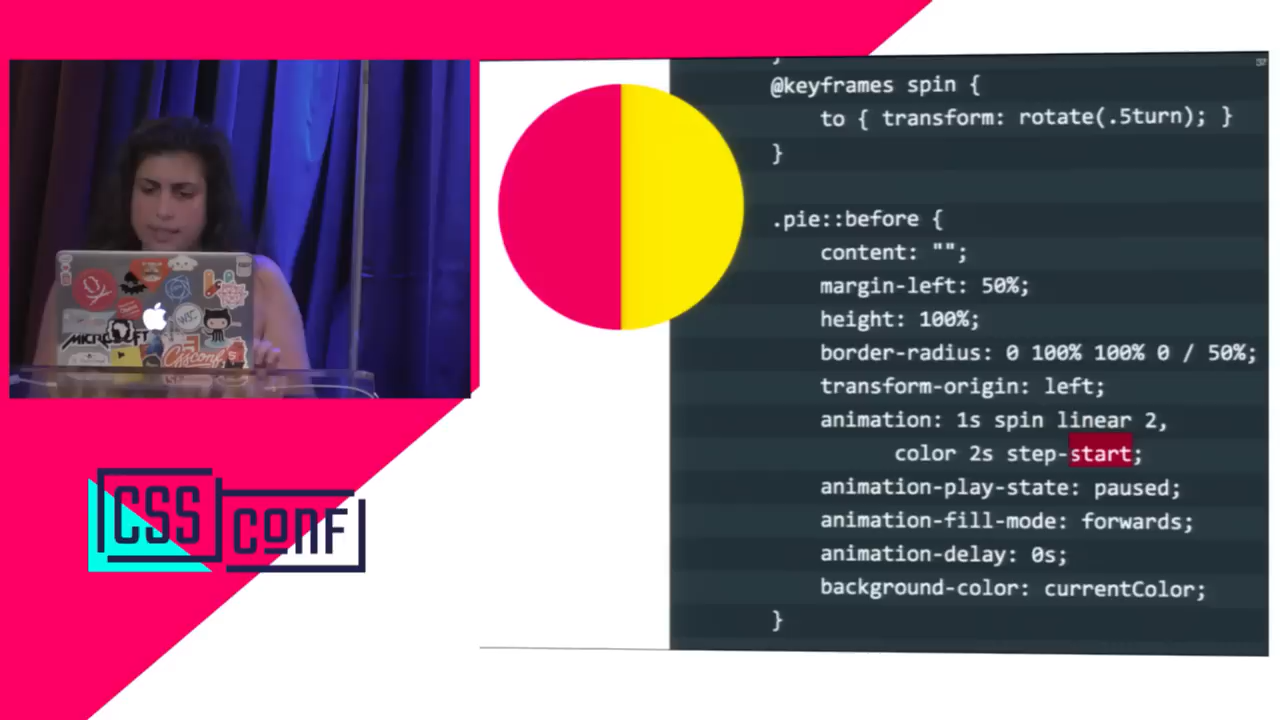 }
@keyframes spin {
to { transform: rotate(.5turn); }
}
.pie::before {
content: "";
margin-left: 50%;
height: 100%;
border-radius: 0 100% 100% 0 / 50%;
transform-origin: left;
animation: 1s spin linear 2,
color 2s step-start;
animation-play-state: paused;
animation-fill-mode: forwards;
animation-delay: 0s;
background-color: currentColor;
}
W3C
CSSconf
CSS
CONF